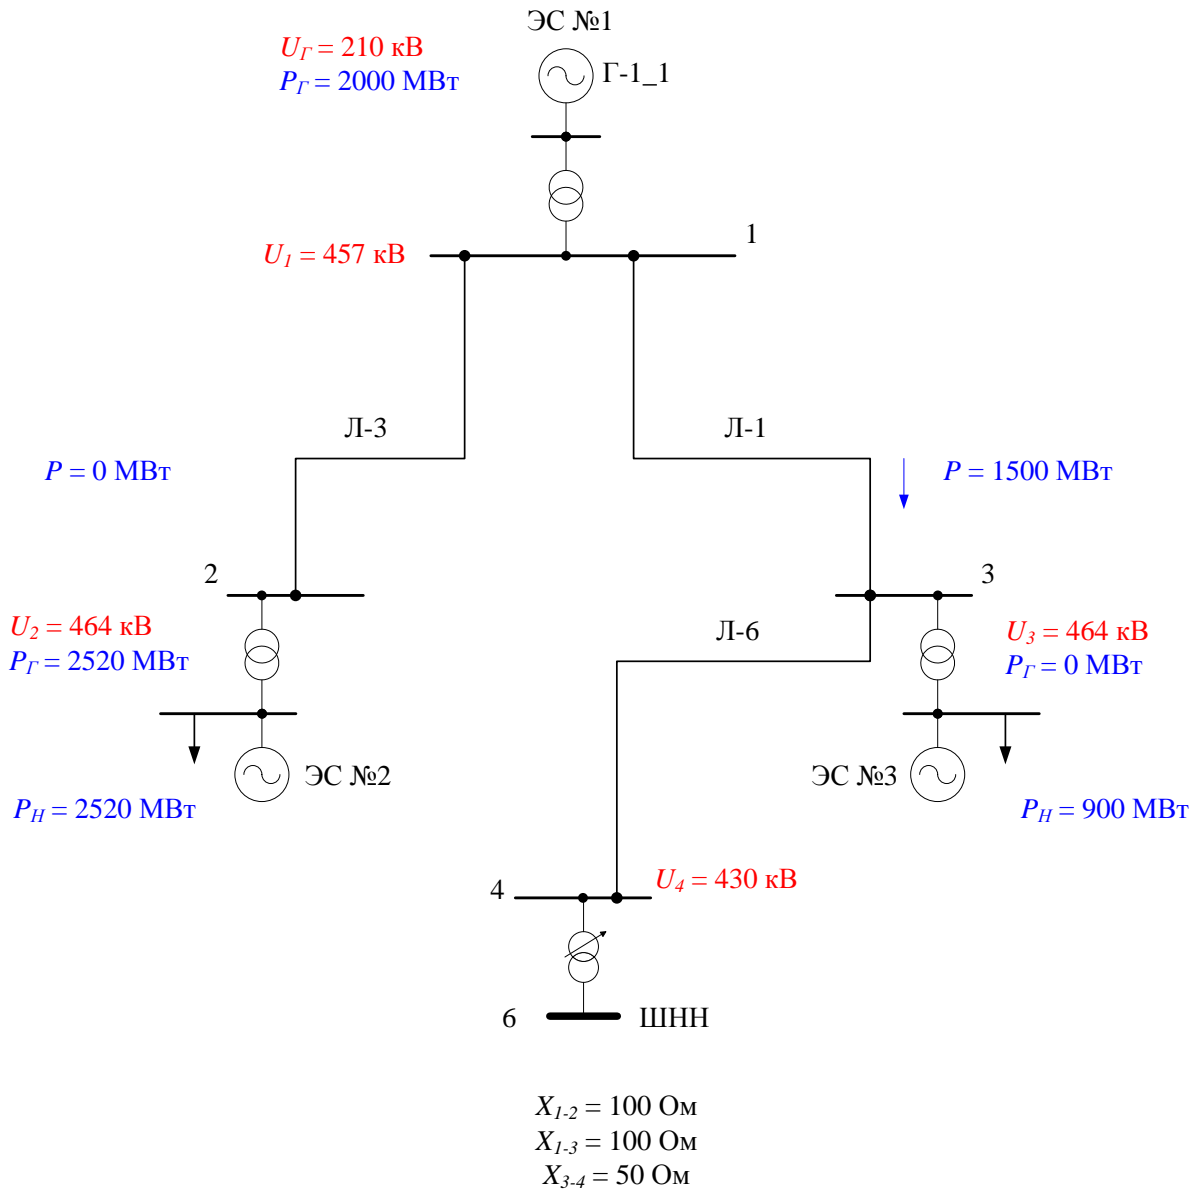 ЭС №1
U_Г = 210 кВ
P_Г = 2000 МВт
Г-1_1
1
U_1 = 457 кВ
Л-3
Л-1
P = 0 МВт
P = 1500 МВт
2
3
U_2 = 464 кВ
P_Г = 2520 МВт
Л-6
U_3 = 464 кВ
P_Г = 0 МВт
ЭС №2
ЭС №3
P_Н = 2520 МВт
P_Н = 900 МВт
4
U_4 = 430 кВ
6
ШНН
X_1-2 = 100 Ом
X_1-3 = 100 Ом
X_3-4 = 50 Ом